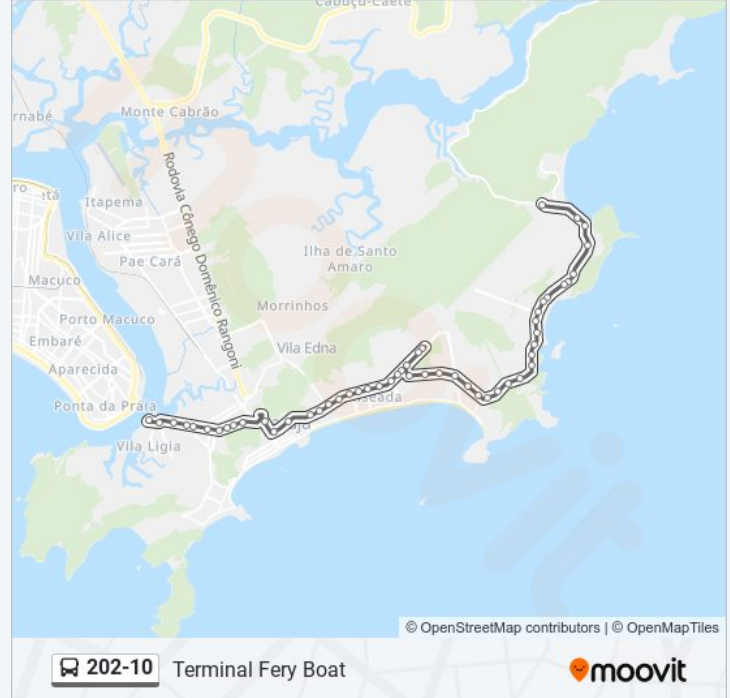 Cabuçu-Caete
Monte Cabrão
rnabé
Itapema
Vila Alice
Pae Cará
Rodovia Cônego Domênico Rangoni
Ilha de Santo
Amaro
Macuco
Porto Macuco
Morrinhos
Embaré
Vila Edna
Aparecida
Ponta da Praia
Vila Ligia
© OpenStreetMap contributors | © OpenMapTiles
202-10 Terminal Fery Boat
moovit